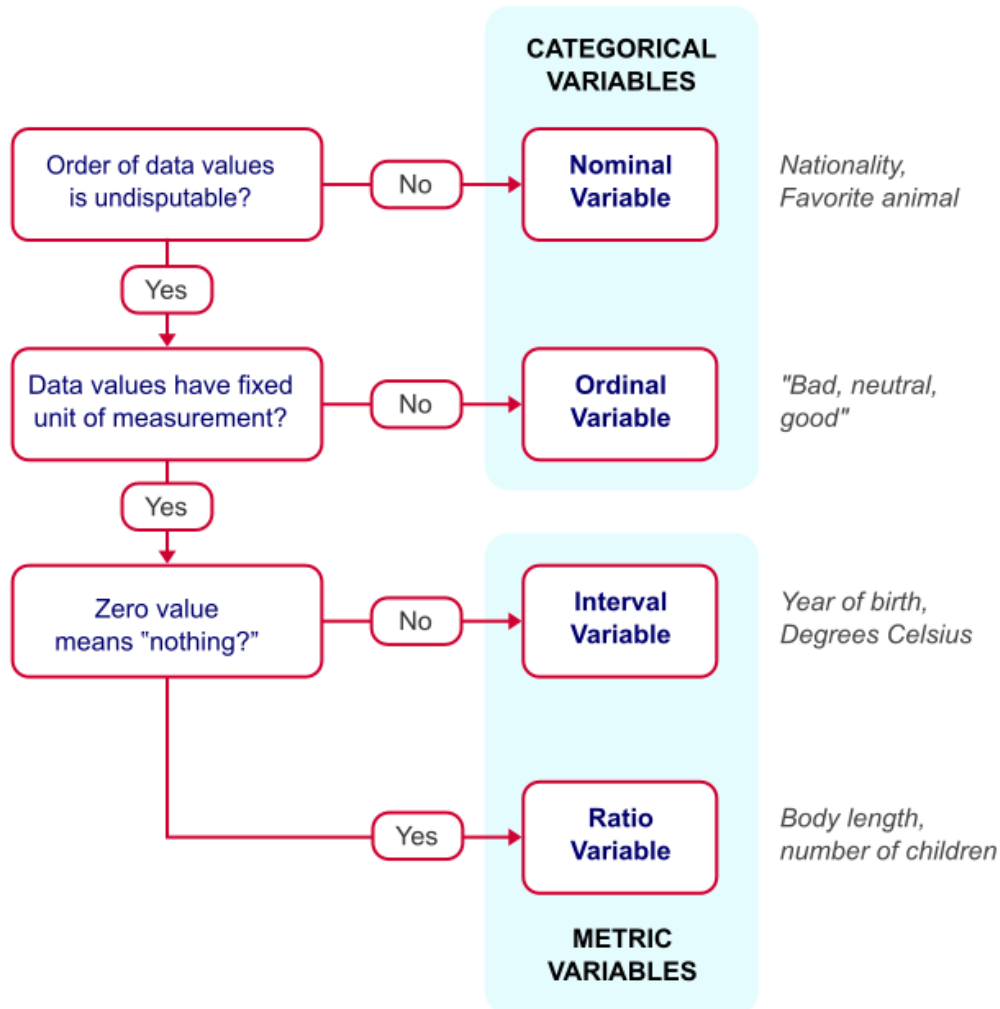 CATEGORICAL
VARIABLES
Order of data values
is undisputable?
No
Nominal
Variable
Nationality,
Favorite animal
Yes
Data values have fixed
unit of measurement?
No
Ordinal
Variable
"Bad, neutral,
good"
Yes
Zero value
means “nothing?”
No
Interval
Variable
Year of birth,
Degrees Celsius
Yes
Ratio
Variable
Body length,
number of children
METRIC
VARIABLES